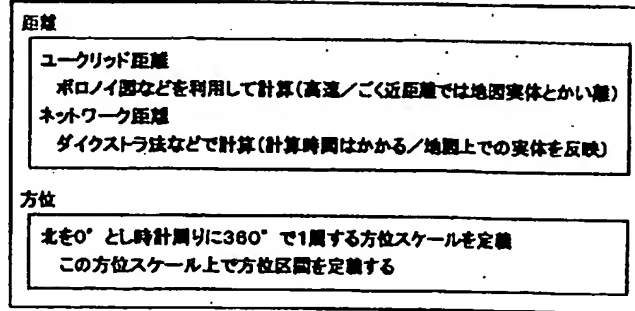 距離
ユークリッド距離
ボロノイ図などを利用して計算(高速/ごく近距離では地図実体とかい離)
ネットワーク距離
ダイクストラ法などで計算(計算時間はかかる/地図上での実体を反映)
方位
北を0°とし時計周りに360°で1周する方位スケールを定義
この方位スケール上で方位区間を定義する